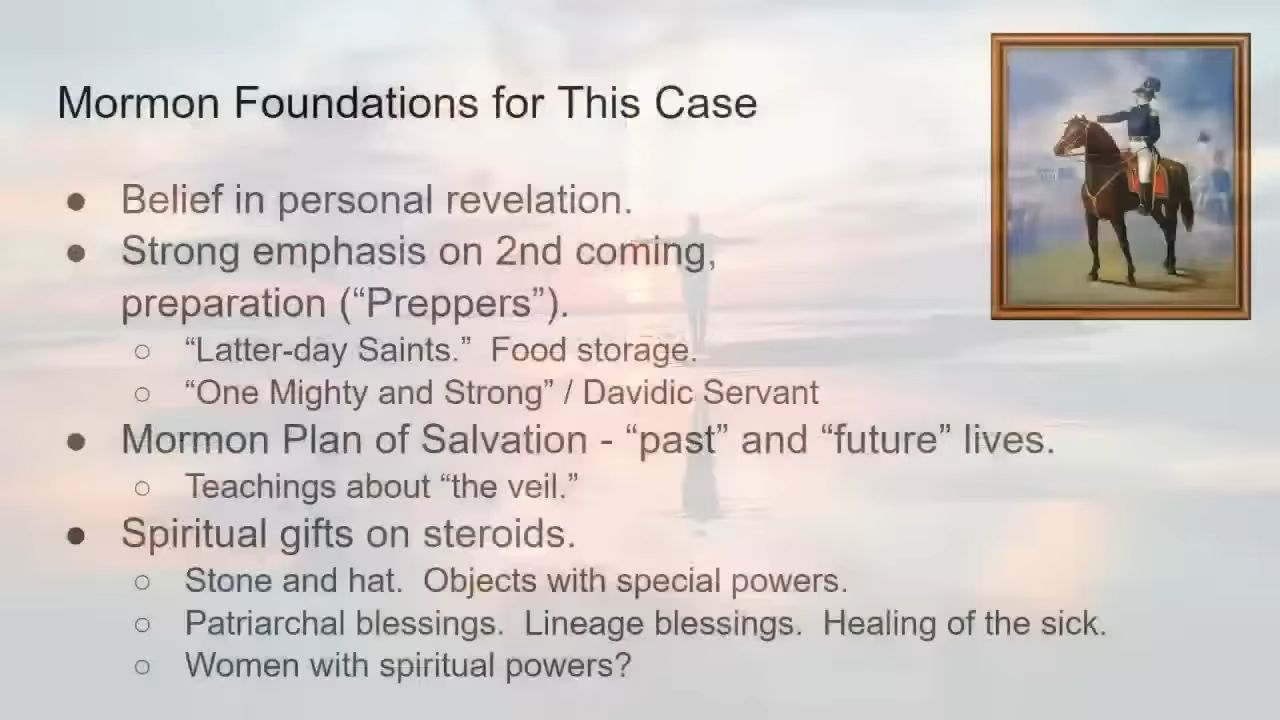 Mormon Foundations for This Case
● Belief in personal revelation.
● Strong emphasis on 2nd coming,
preparation (“Preppers”).
○ “Latter-day Saints.”  Food storage.
○ “One Mighty and Strong” / Davidic Servant
● Mormon Plan of Salvation - “past” and “future” lives.
○ Teachings about “the veil.”
● Spiritual gifts on steroids.
○ Stone and hat.  Objects with special powers.
○ Patriarchal blessings.  Lineage blessings.  Healing of the sick.
○ Women with spiritual powers?